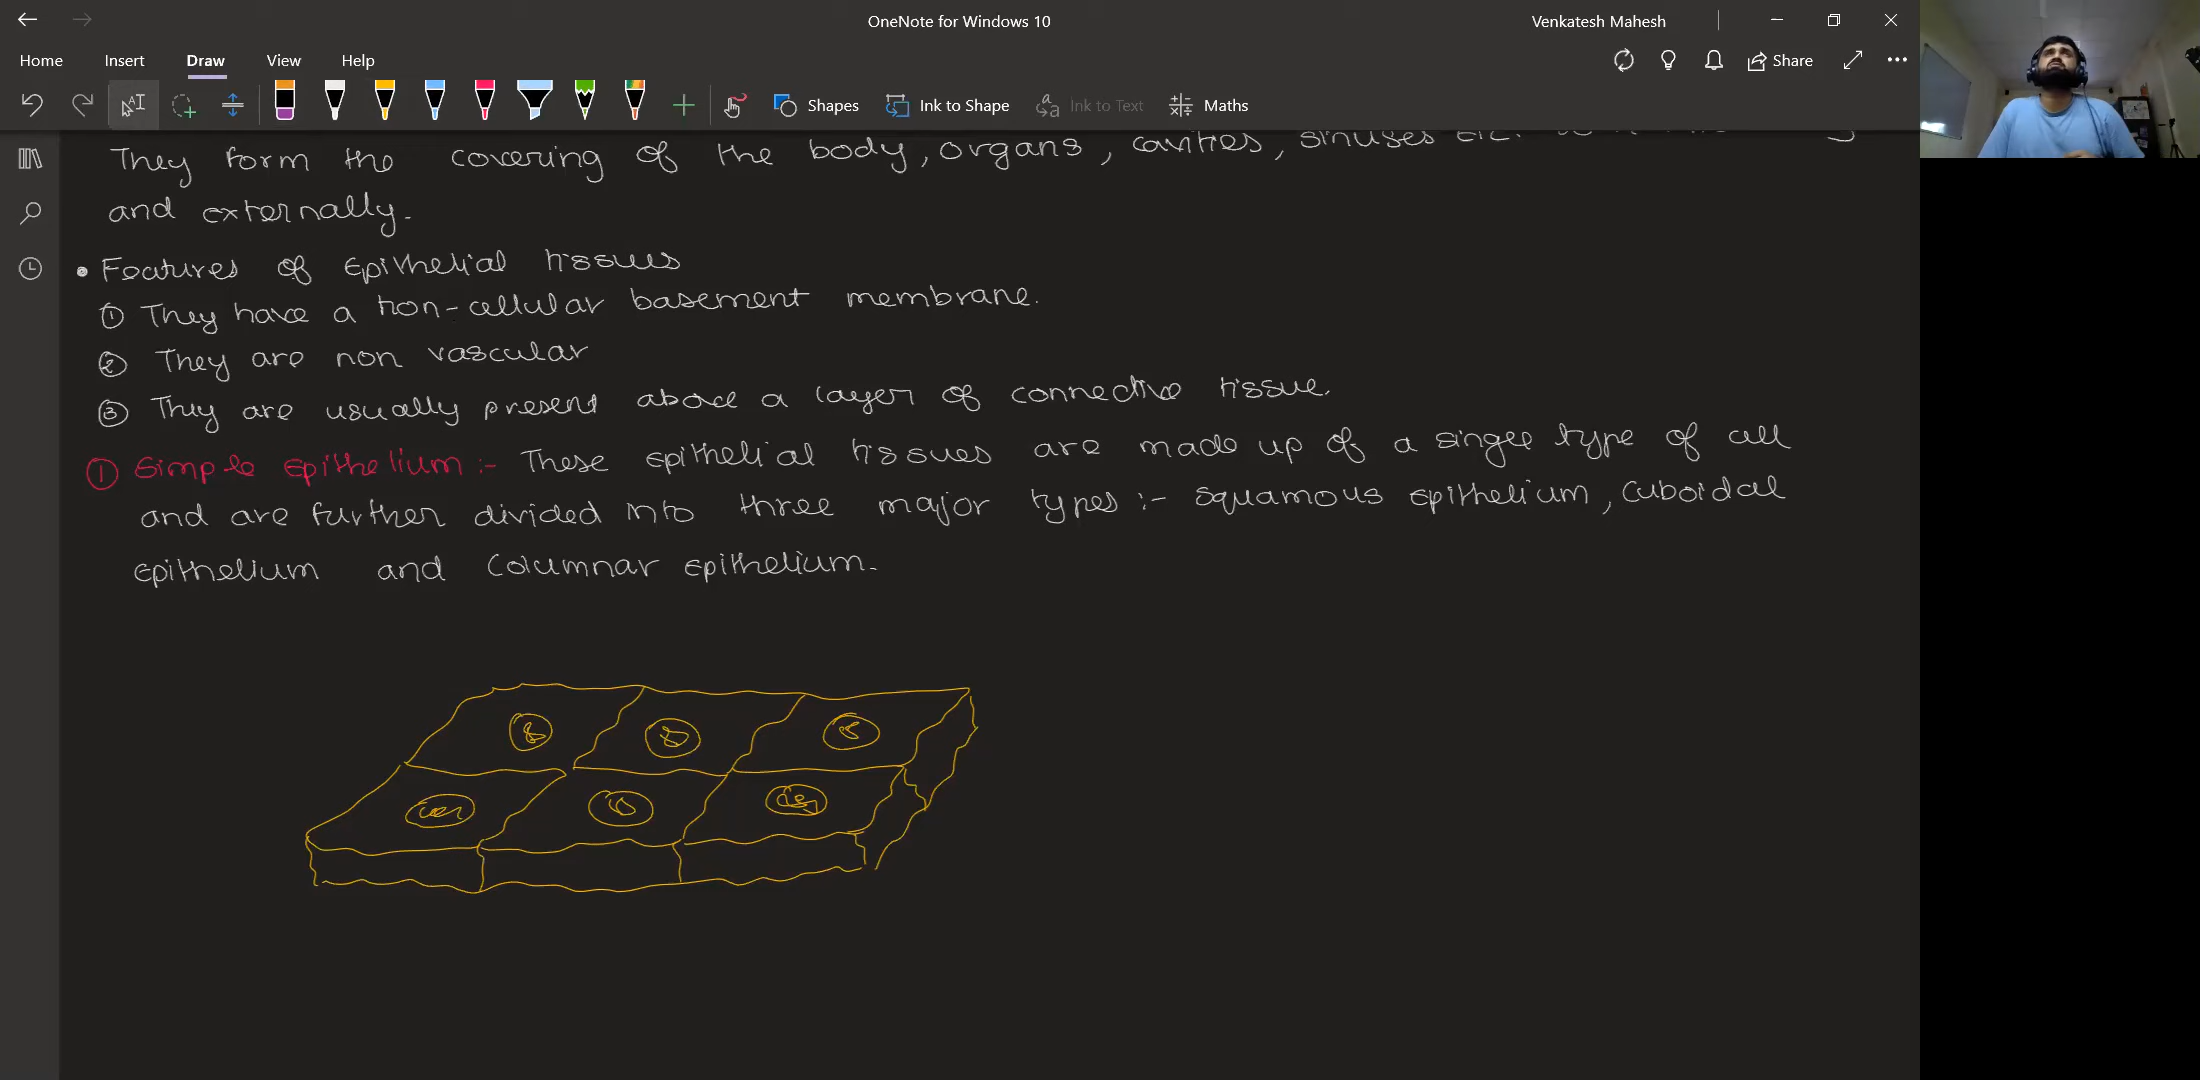 OneNote for Windows 10
Venkatesh Mahesh
Home Insert Draw View Help
Share
Shapes Ink to Shape Ink to Text Maths
They form the covering of the body, organs, cavities, sinuses etc.
and externally.
• Features of Epithelial tissues
① They have a non-cellular basement membrane.
② They are non vascular
③ They are usually present above a layer of connective tissue.
① Simple Epithelium :- These epithelial tissues are made up of a single type of cell
and are further divided into three major types :- squamous epithelium, cuboidal
epithelium and columnar epithelium.